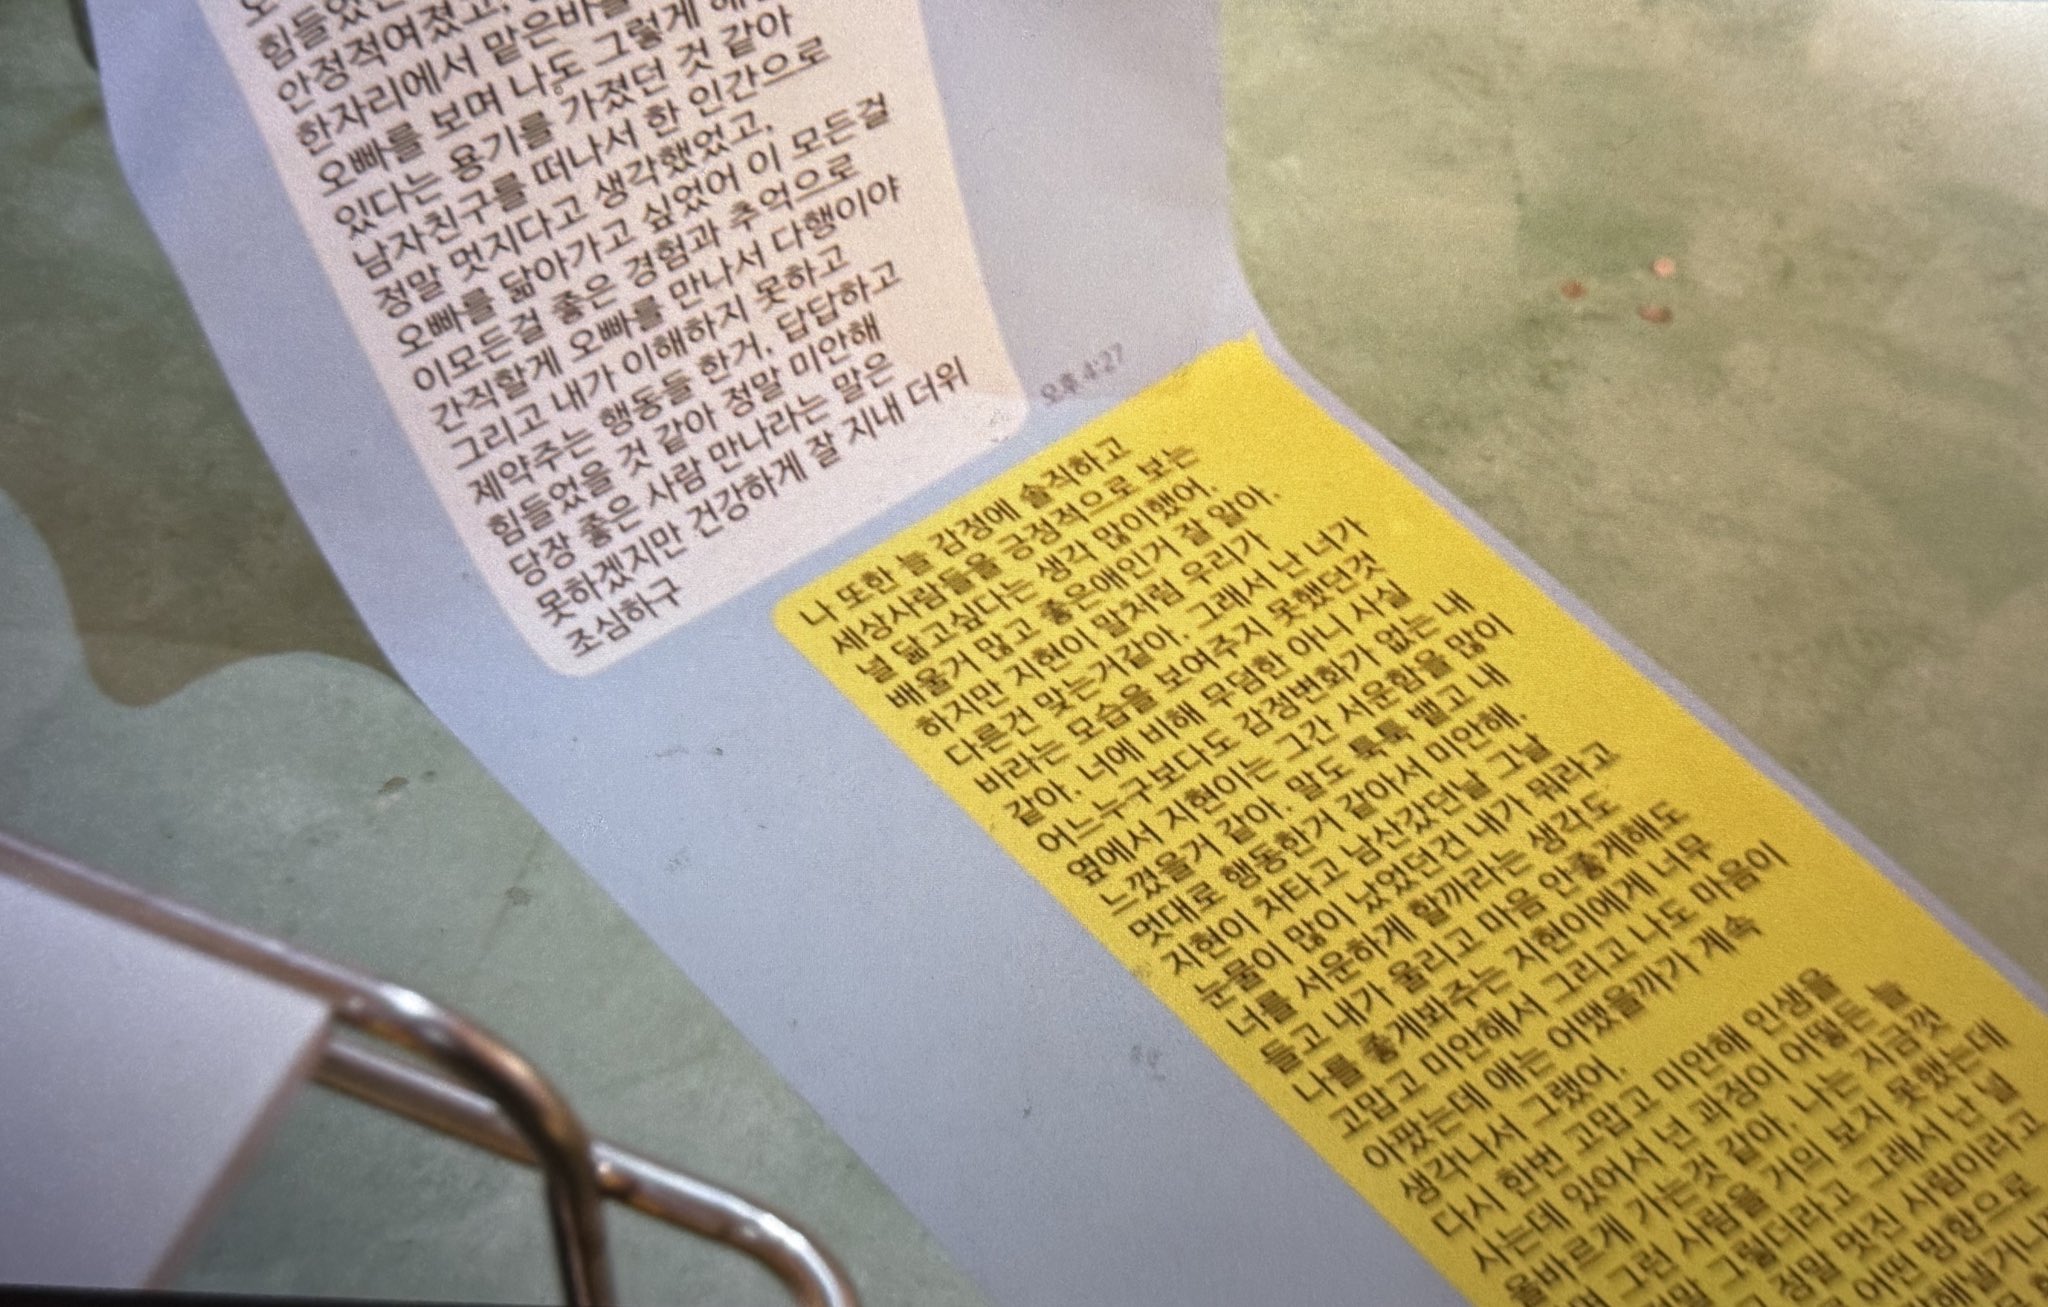 힘들었
안정적여졌고,
한자리에서 맡은바를
오빠를 보며 나도 그렇게
있다는 용기를 가졌던 것 같아
남자친구를 떠나서 한 인간으로
정말 멋지다고 생각했었고,
오빠를 닮아가고 싶었어 이 모든걸
이모든걸 좋은 경험과 추억으로
간직할게 오빠를 만나서 다행이야
그리고 내가 이해하지 못하고
제약주는 행동들 한거, 답답하고
힘들었을 것 같아 정말 미안해
당장 좋은 사람 만나라는 말은
못하겠지만 건강하게 잘 지내 더위
조심하구
오후 4:27
나 또한 늘 감정에 솔직하고
세상사람들을 긍정적으로 보는
널 닮고싶다는 생각 많이했어.
배울거 많고 좋은애인거 잘 알아.
하지만 지현이 말처럼 우리가
다른건 맞는거같아. 그래서 난 너가
바라는 모습을 보여주지 못했던것
같아. 너에 비해 무덤한 아니 사실
어느누구보다도 감정변화가 없는 내
옆에서 지현이는 그간 서운함을 많이
느꼈을거 같아. 말도 툭툭 뱉고 내
멋대로 행동한거 같아서 미안해.
지현이 차타고 남산갔던날 그날
눈물이 많이 났었던건 내가 뭐라고
너를 서운하게 할까라는 생각도
들고 내가 울리고 마음 안좋게해도
나를 좋게봐주는 지현이에게 너무
고맙고 미안해서 그리고 나도 마음이
아팠는데 얘는 어땠을까가 계속
생각나서 그랬어.
다시 한번 고맙고 미안해 인생을
사는데 있어서 넌 과정이 어떻든 늘
올바르게 가는것 같아. 나는 지금껏
그런 사람을 거의 보지 못했는데
그렇더라고 그래서 난 널
정말 멋진 사람이라고
어떤 방향으로